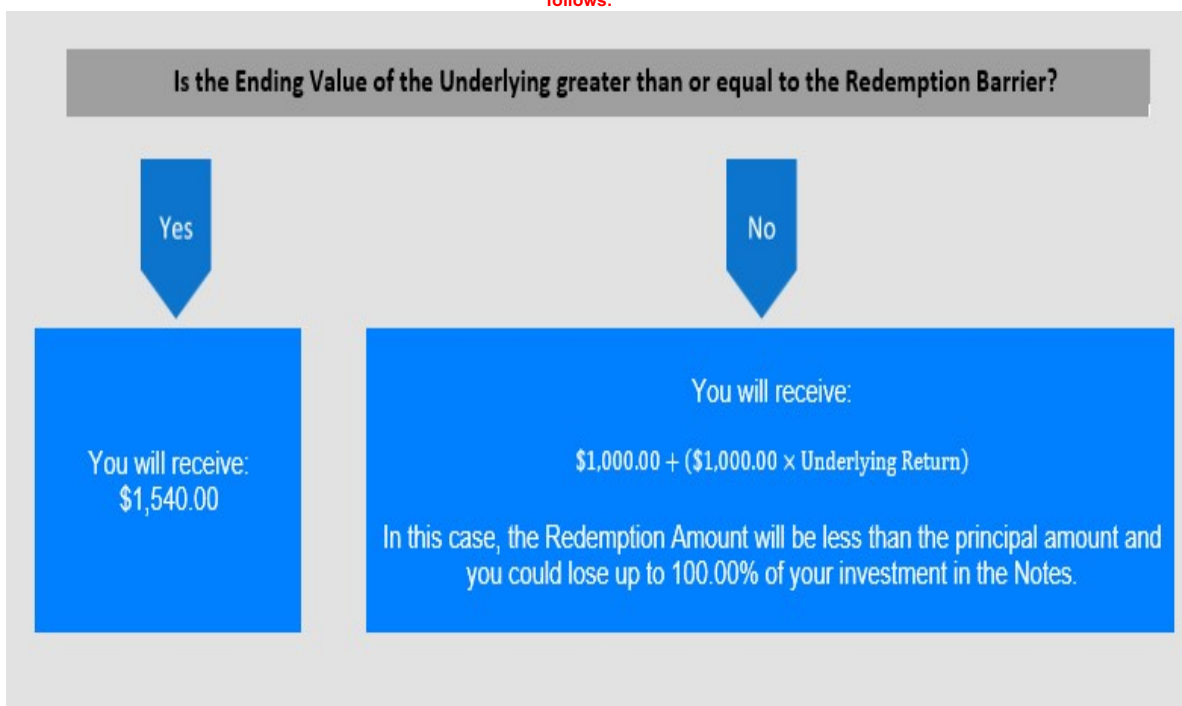 follows:
Is the Ending Value of the Underlying greater than or equal to the Redemption Barrier?
Yes
No
You will receive:
$1,540.00
You will receive:
$1,000.00 + ($1,000.00 × Underlying Return)
In this case, the Redemption Amount will be less than the principal amount and
you could lose up to 100.00% of your investment in the Notes.